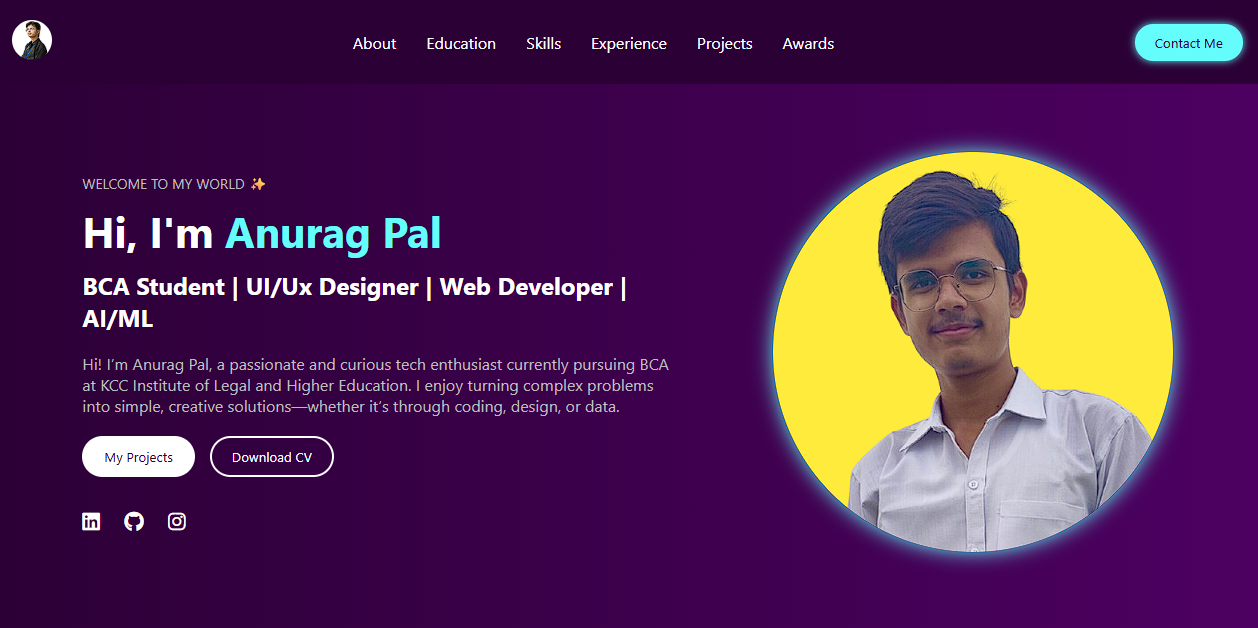 About Education Skills Experience Projects Awards Contact Me
WELCOME TO MY WORLD ✨
Hi, I'm Anurag Pal
BCA Student | UI/Ux Designer | Web Developer |
AI/ML
Hi! I’m Anurag Pal, a passionate and curious tech enthusiast currently pursuing BCA
at KCC Institute of Legal and Higher Education. I enjoy turning complex problems
into simple, creative solutions—whether it’s through coding, design, or data.
My Projects Download CV
in